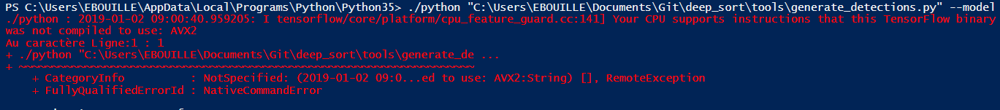 PS C:\Users\EBOUILLE\AppData\Local\Programs\Python\Python35> ./python "C:\Users\EBOUILLE\Documents\Git\deep_sort\tools\generate_detections.py" --model
./python : 2019-01-02 09:00:40.959205: I tensorflow/core/platform/cpu_feature_guard.cc:141] Your CPU supports instructions that this TensorFlow binary
was not compiled to use: AVX2
Au caractère Ligne:1 : 1
+ ./python "C:\Users\EBOUILLE\Documents\Git\deep_sort\tools\generate_de ...
+ ~~~~~~~~~~~~~~~~~~~~~~~~~~~~~~~~~~~~~~~~~~~~~~~~~~~~~~~~~~~~~~~~~~~~~
+ CategoryInfo : NotSpecified: (2019-01-02 09:0...ed to use: AVX2:String) [], RemoteException
+ FullyQualifiedErrorId : NativeCommandError